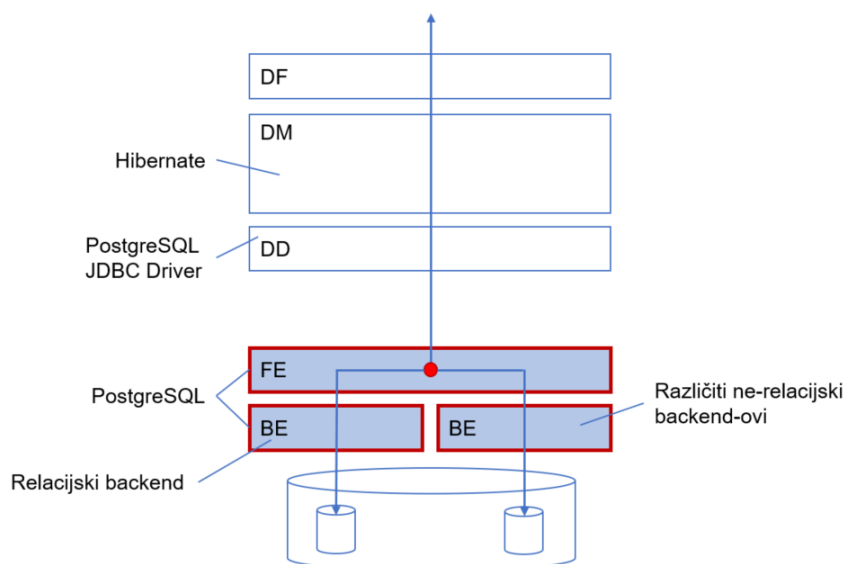 DF
DM
Hibernate
PostgreSQL
JDBC Driver
DD
FE
PostgreSQL
Različiti ne-relacijski
backend-ovi
BE
BE
Relacijski backend